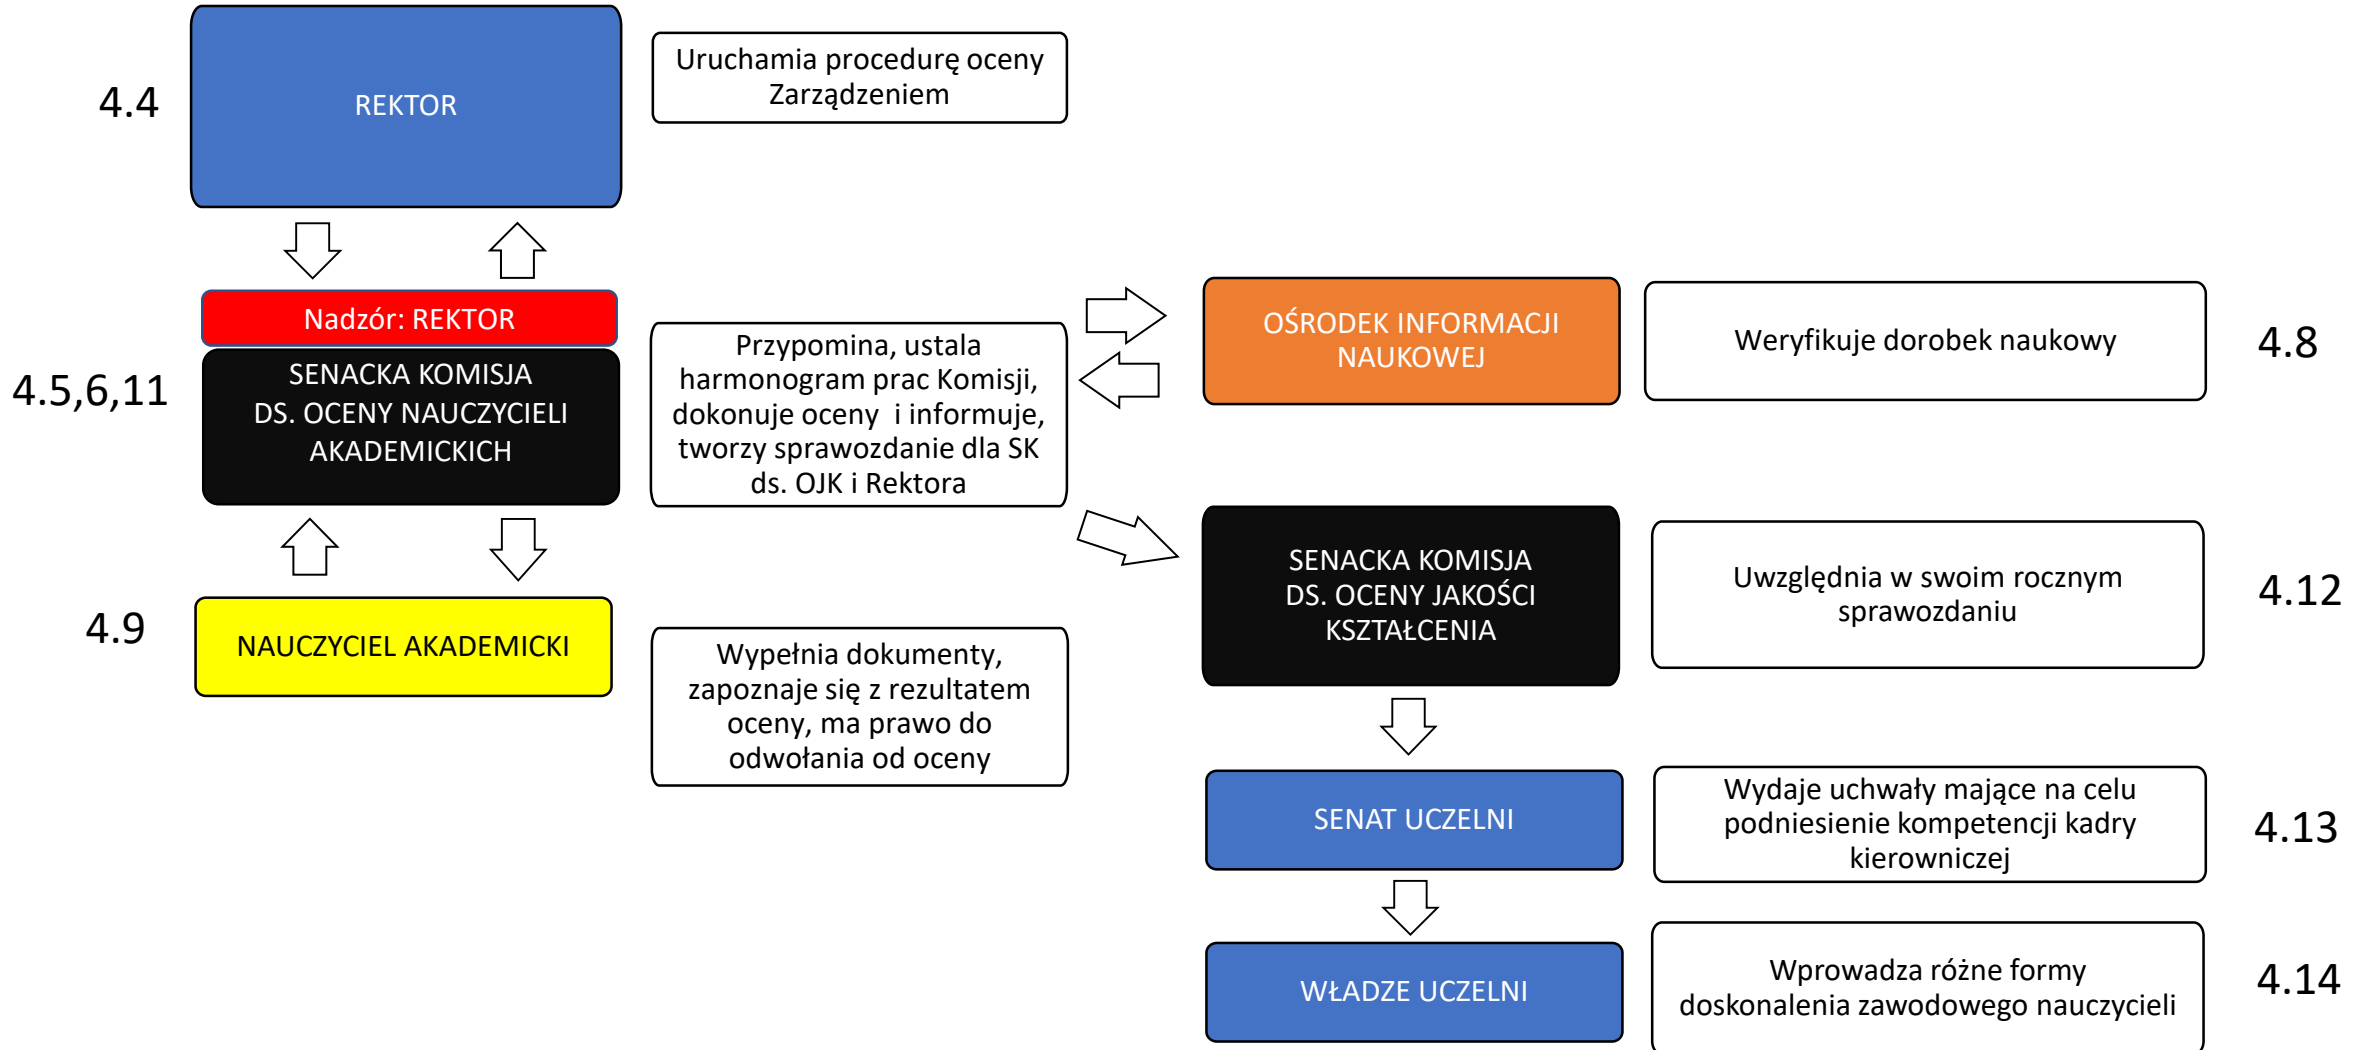 4.4
REKTOR
Uruchamia procedurę oceny
Zarządzeniem
4.5,6,11
Nadzór: REKTOR
SENACKA KOMISJA
DS. OCENY NAUCZYCIELI
AKADEMICKICH
Przypomina, ustala
harmonogram prac Komisji,
dokonuje oceny i informuje,
tworzy sprawozdanie dla SK
ds. OJK i Rektora
OŚRODEK INFORMACJI
NAUKOWEJ
Weryfikuje dorobek naukowy
4.8
4.9
NAUCZYCIEL AKADEMICKI
Wypełnia dokumenty,
zapoznaje się z rezultatem
oceny, ma prawo do
odwołania od oceny
SENACKA KOMISJA
DS. OCENY JAKOŚCI
KSZTAŁCENIA
Uwzględnia w swoim rocznym
sprawozdaniu
4.12
SENAT UCZELNI
Wydaje uchwały mające na celu
podniesienie kompetencji kadry
kierowniczej
4.13
WŁADZE UCZELNI
Wprowadza różne formy
doskonalenia zawodowego nauczycieli
4.14